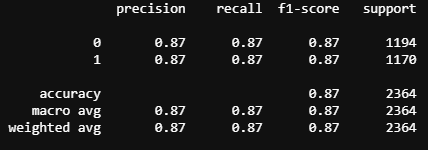 precision recall f1-score support
0 0.87 0.87 0.87 1194
1 0.87 0.87 0.87 1170
accuracy 0.87 2364
macro avg 0.87 0.87 0.87 2364
weighted avg 0.87 0.87 0.87 2364